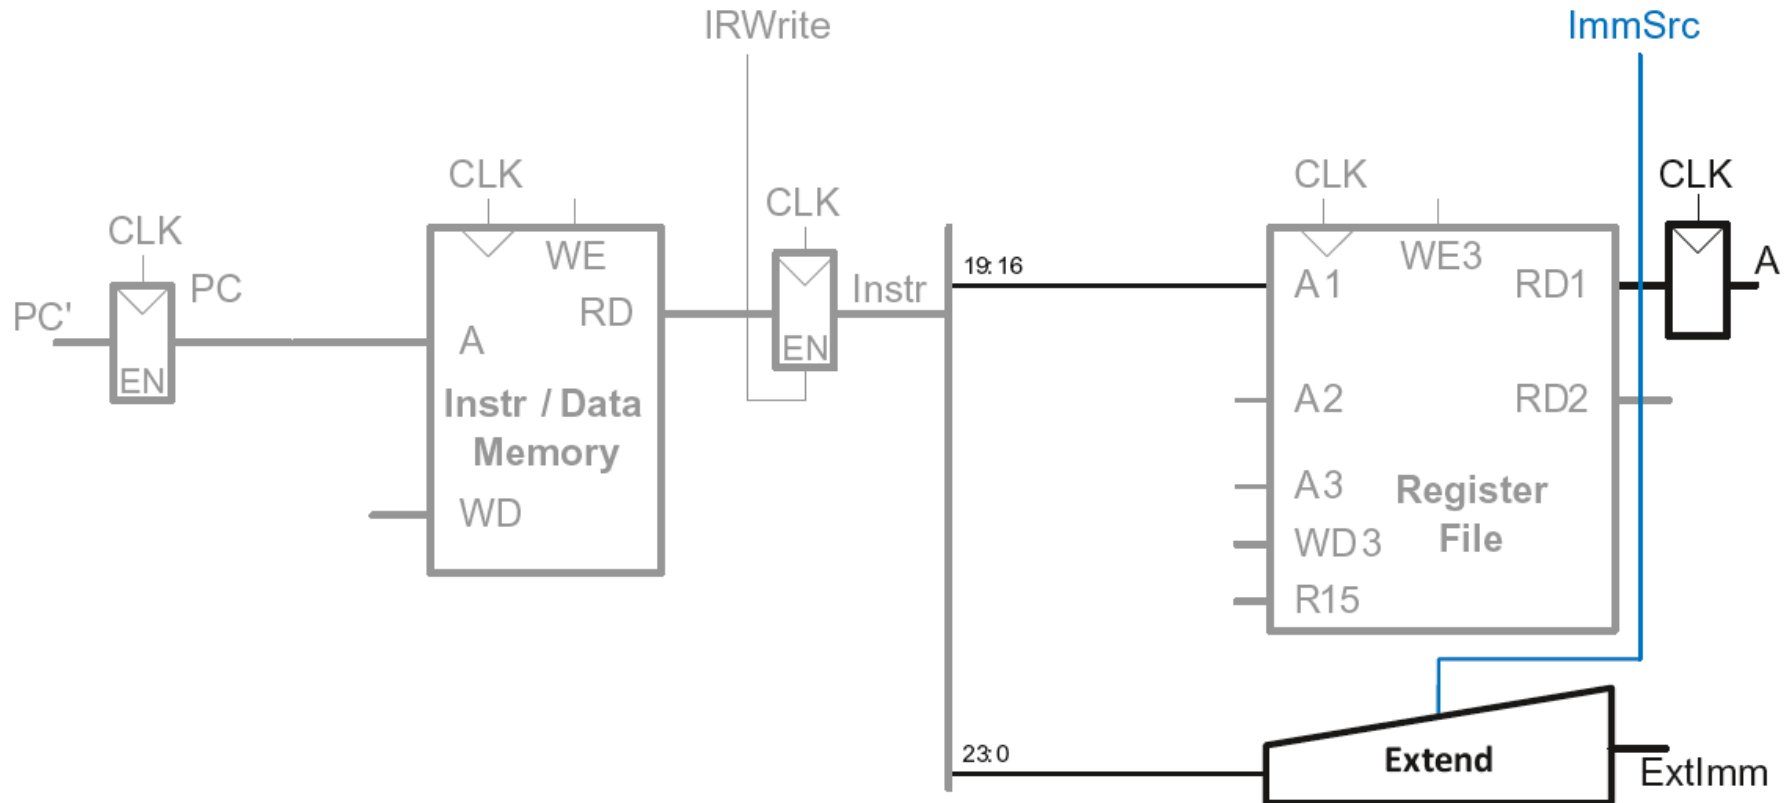 IRWrite
ImmSrc
CLK
CLK
CLK
CLK
CLK
PC'
PC
EN
WE
RD
A
Instr / Data
Memory
WD
EN
Instr
19:16
A1
WE3
RD1
A
A2
RD2
A3
Register
File
WD3
R15
23:0
Extend
ExtImm